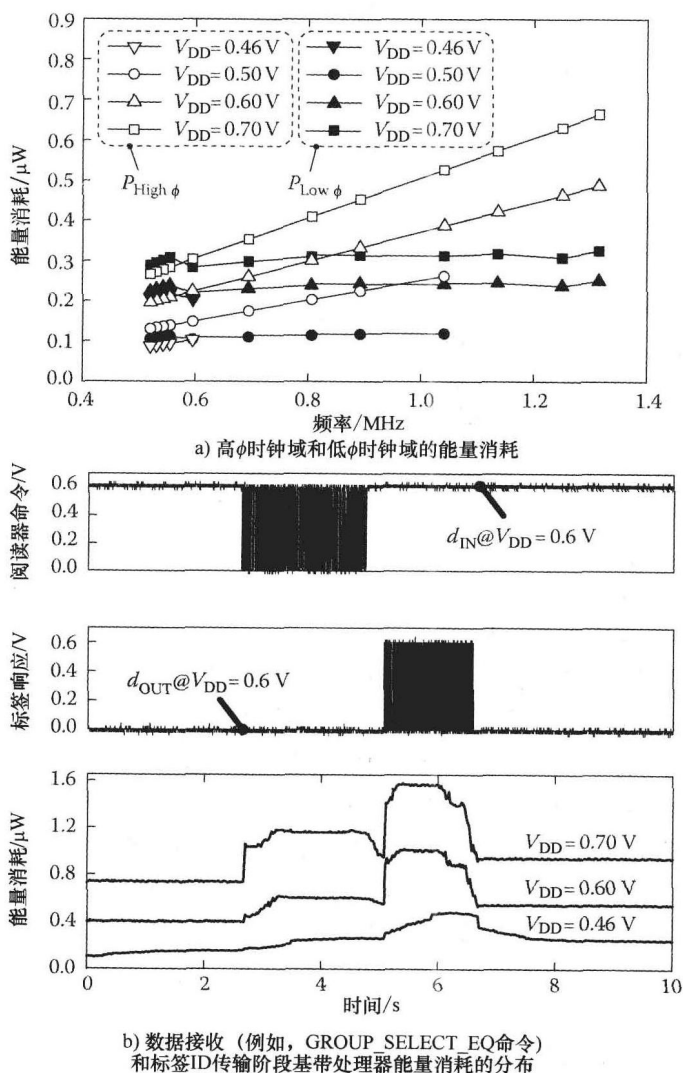 0.9
0.8
0.7
0.6
0.5
0.4
0.3
0.2
0.1
0.0
能量消耗/μW
V_DD=0.46 V
V_DD=0.50 V
V_DD=0.60 V
V_DD=0.70 V
V_DD=0.46 V
V_DD=0.50 V
V_DD=0.60 V
V_DD=0.70 V
P_High ϕ
P_Low ϕ
0.4 0.6 0.8 1.0 1.2 1.4
频率/MHz
a) 高ϕ时钟域和低ϕ时钟域的能量消耗
阅读器命令/V
0.6
0.4
0.2
0.0
d_IN@V_DD=0.6 V
标签响应/V
0.6
0.4
0.2
0.0
d_OUT@V_DD=0.6 V
能量消耗/μW
1.6
1.2
0.8
0.4
0.0
V_DD=0.70 V
V_DD=0.60 V
V_DD=0.46 V
0 2 4 6 8 10
时间/s
b) 数据接收 (例如，GROUP_SELECT_EQ命令)
和标签ID传输阶段基带处理器能量消耗的分布